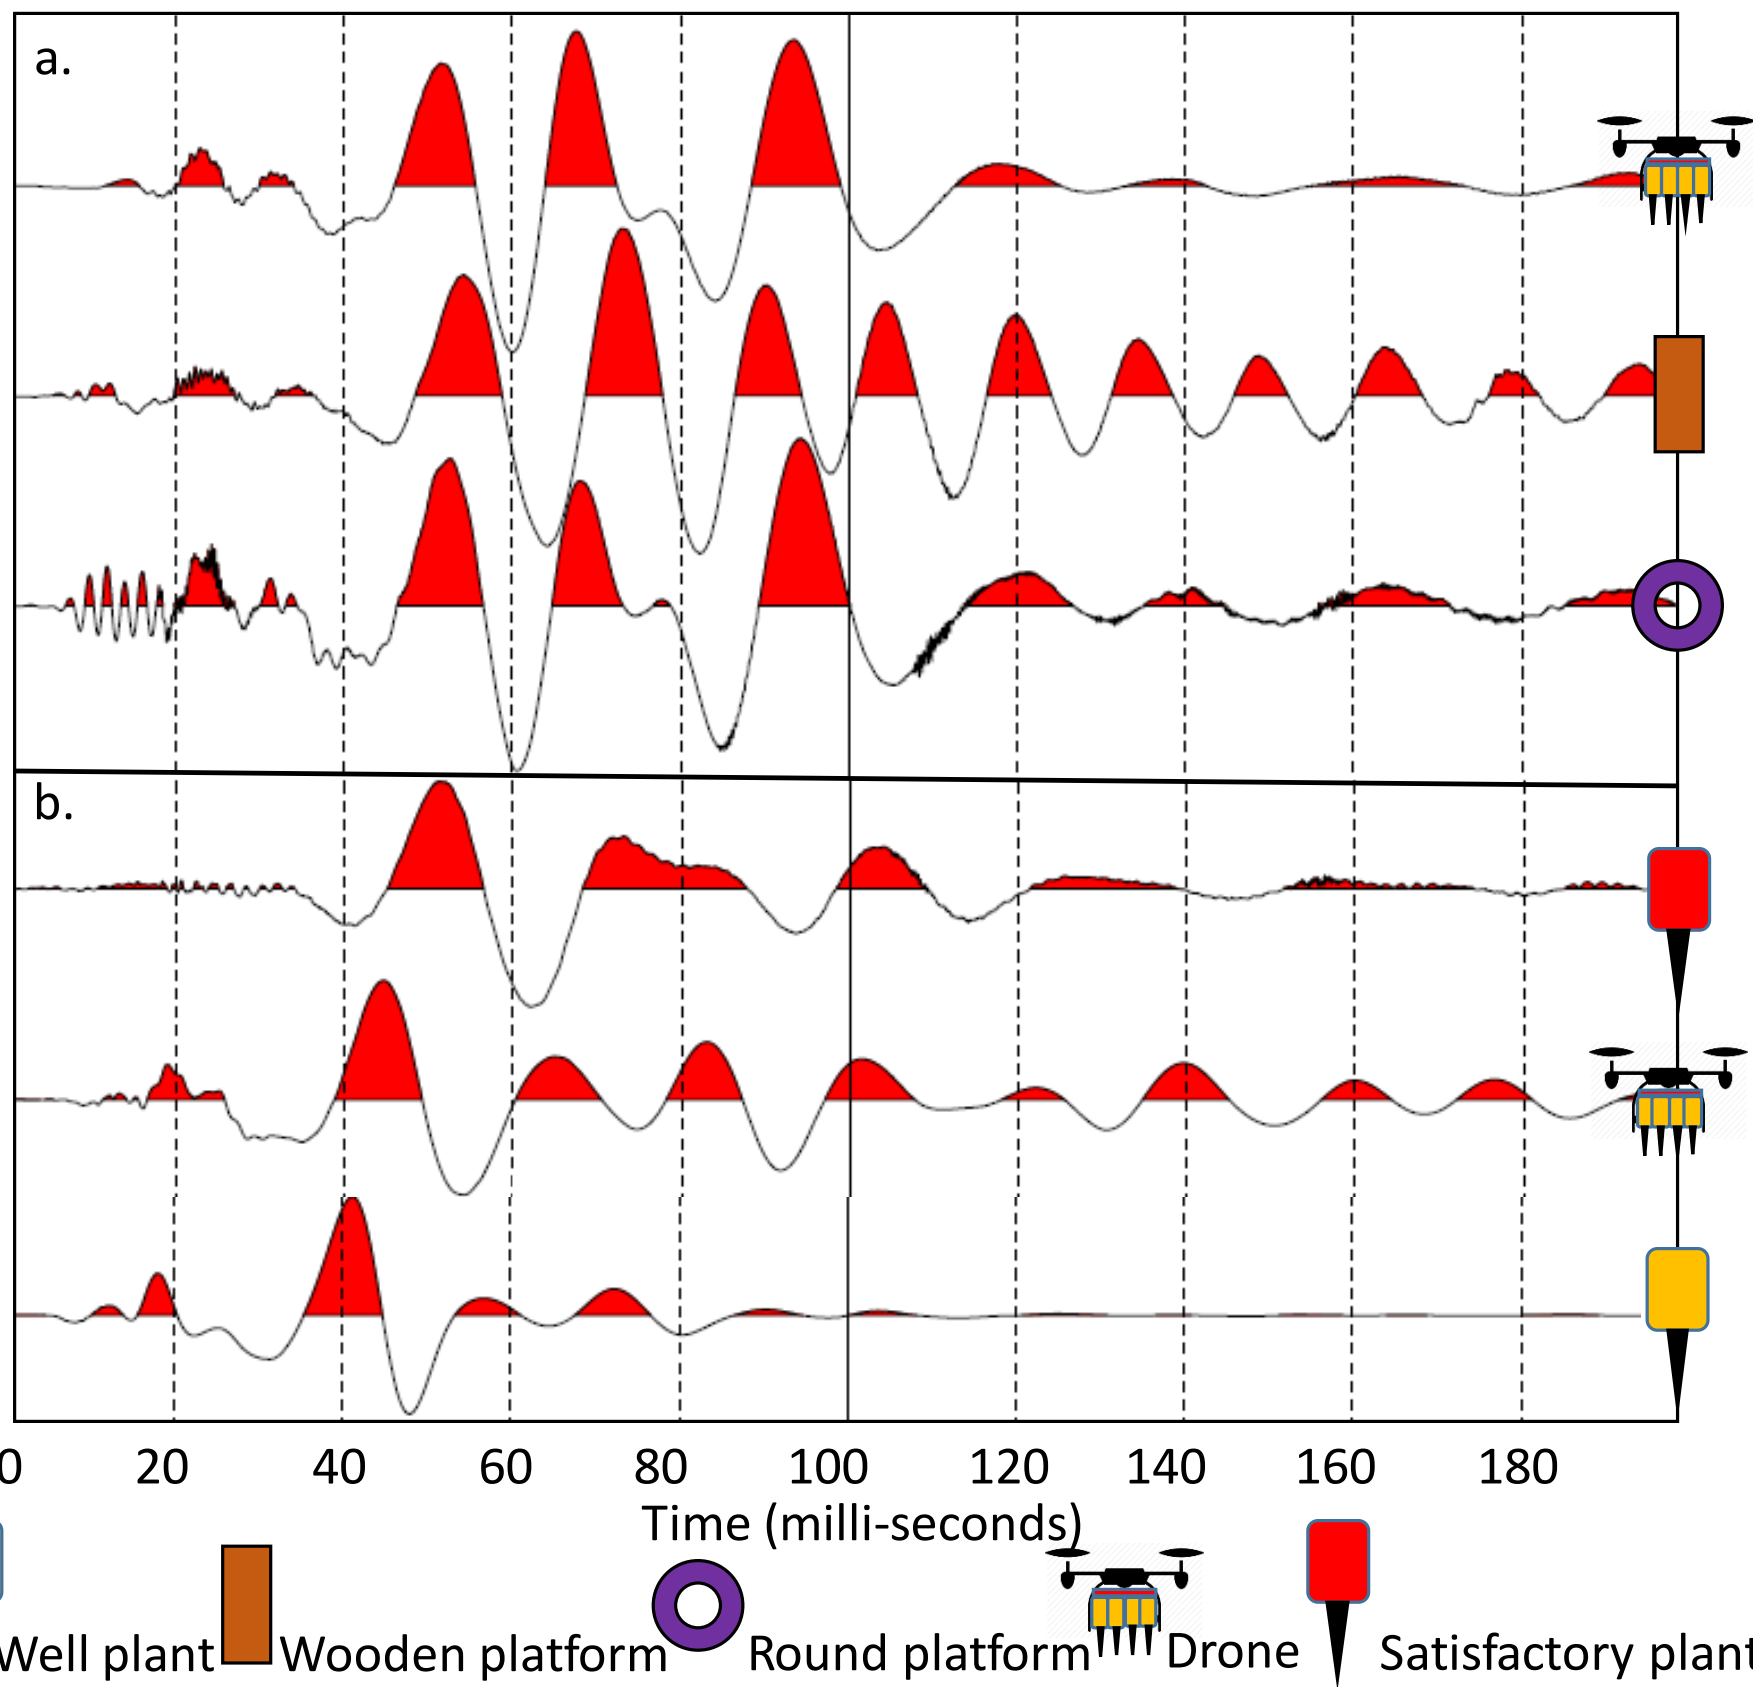 a.
b.
0 20 40 60 80 100 120 140 160 180
Time (milli-seconds)
Well plant Wooden platform Round platform Drone Satisfactory plant